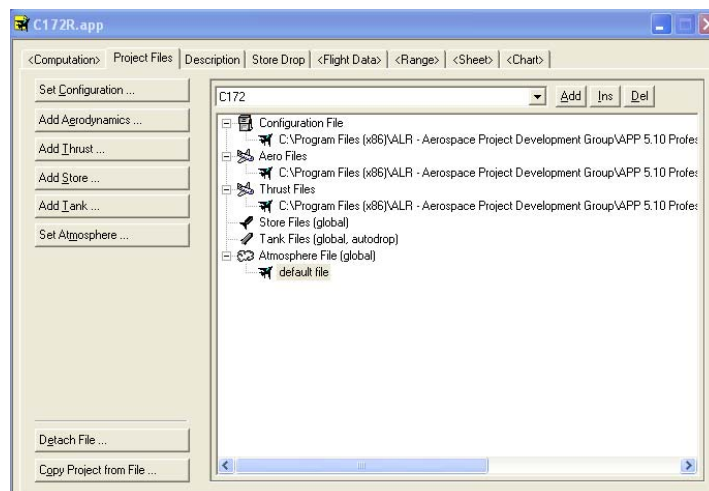 C172R.app
<Computation> Project Files Description Store Drop <Flight Data> <Range> <Sheet> <Chart>
Set Configuration ...
Add Aerodynamics ...
Add Thrust ...
Add Store ...
Add Tank ...
Set Atmosphere ...
C172 Add Ins Del
Configuration File
C:\Program Files (x86)\ALR - Aerospace Project Development Group\APP 5.10 Profes
Aero Files
C:\Program Files (x86)\ALR - Aerospace Project Development Group\APP 5.10 Profes
Thrust Files
C:\Program Files (x86)\ALR - Aerospace Project Development Group\APP 5.10 Profes
Store Files (global)
Tank Files (global, autodrop)
Atmosphere File (global)
default file
Detach File ...
Copy Project from File ...